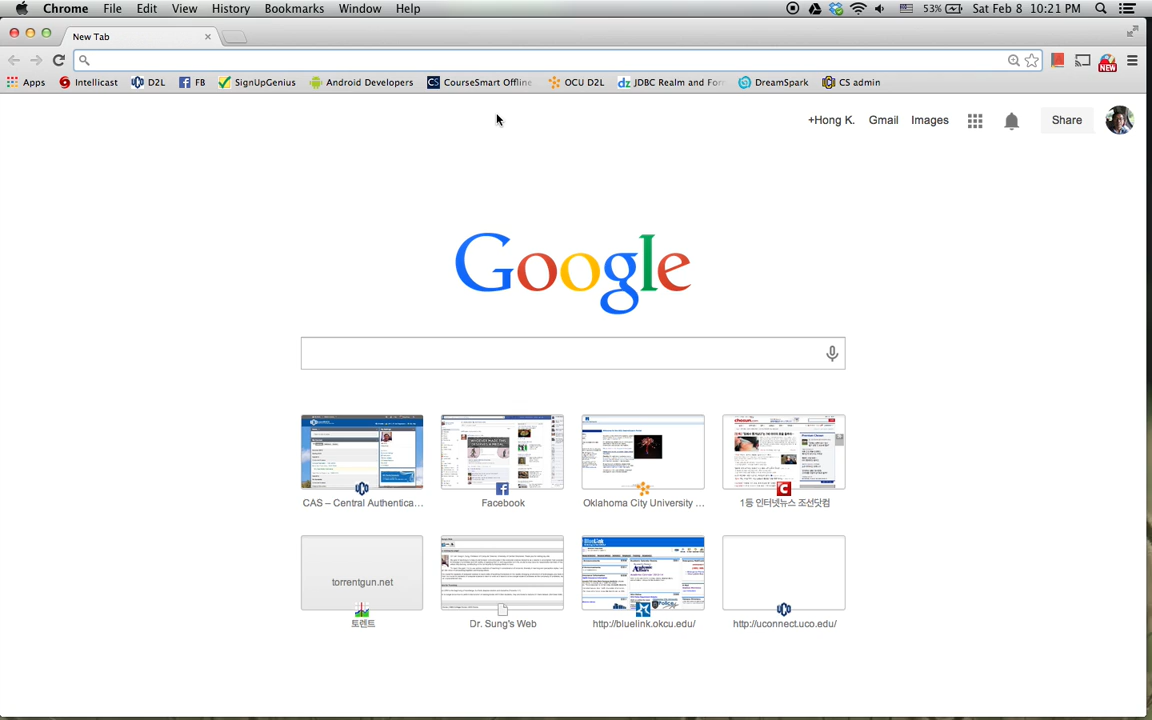 Chrome File Edit View History Bookmarks Window Help 53% Sat Feb 8 10:21 PM
New Tab
Apps Intellicast D2L FB SignUpGenius Android Developers CourseSmart Offline OCU D2L JDBC Realm and For DreamSpark CS admin
NEW
+Hong K. Gmail Images Share
Google
CAS – Central Authentica... Facebook Oklahoma City University ... 1등 인터넷뉴스 조선닷컴
torrentgun.net
토렌트 Dr. Sung's Web http://bluelink.okcu.edu/ http://uconnect.uco.edu/